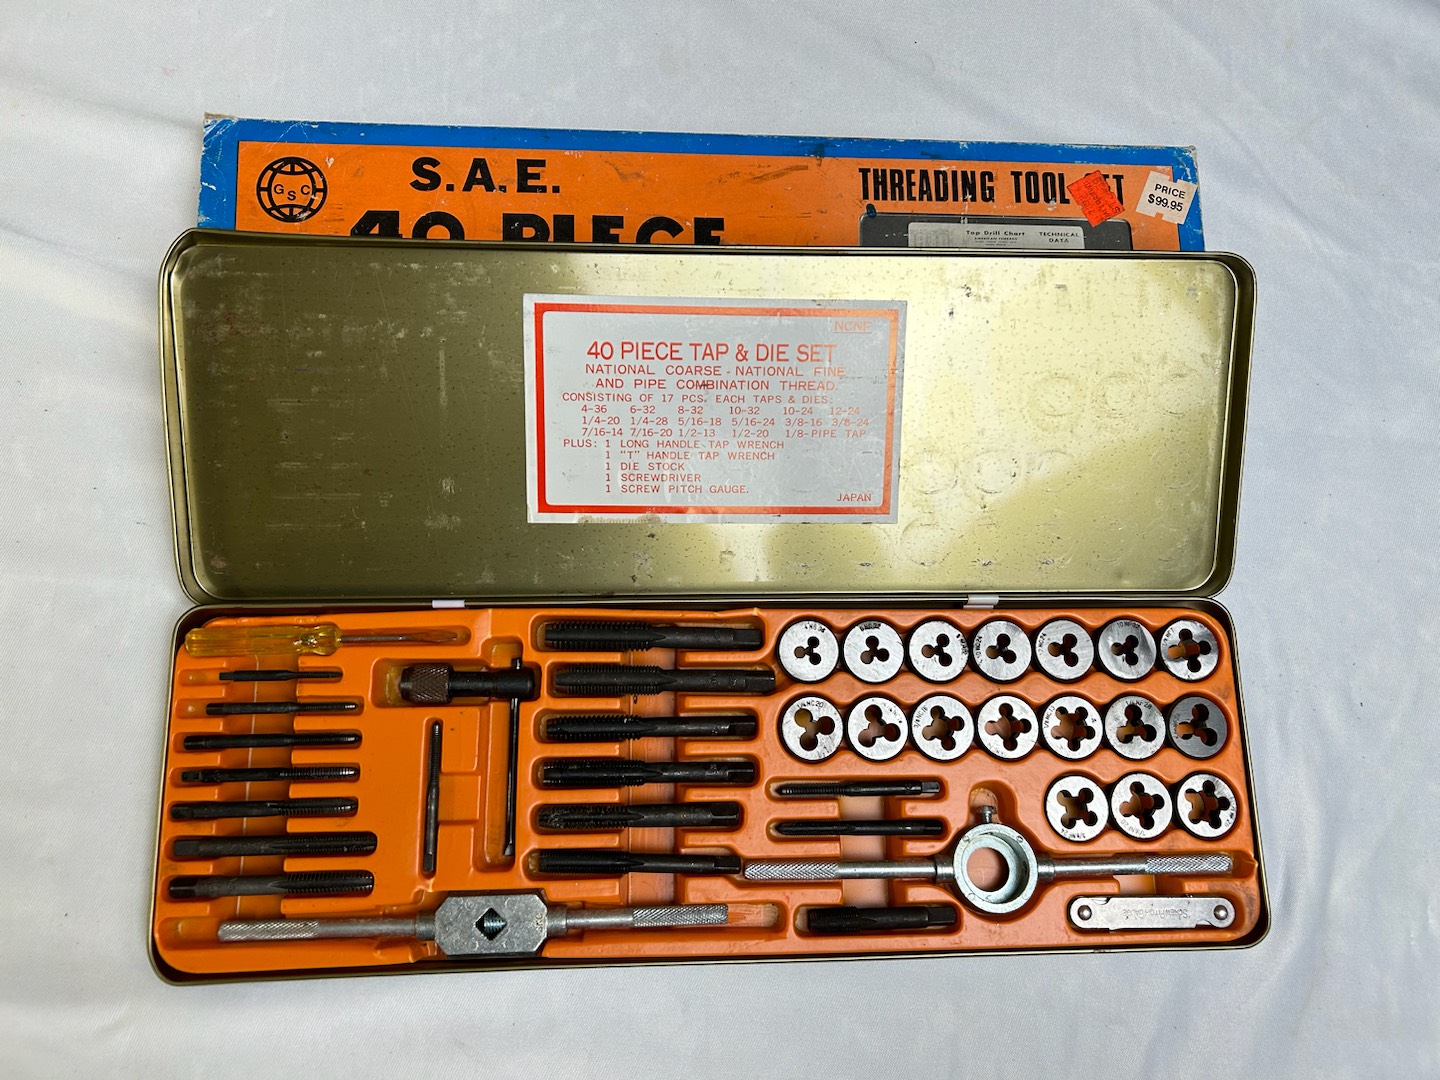 GSC
S.A.E.
40 PIECE
THREADING TOOL
PRICE
$99.95
Tap Drill Chart
TECHNICAL
DATA
NCNF
40 PIECE TAP & DIE SET
NATIONAL COARSE - NATIONAL FINE
AND PIPE COMBINATION THREAD.
CONSISTING OF 17 PCS. EACH TAPS & DIES:
4-36 6-32 8-32 10-32 10-24 12-24
1/4-20 1/4-28 5/16-18 5/16-24 3/8-16 3/8-24
7/16-14 7/16-20 1/2-13 1/2-20 1/8-PIPE TAP
PLUS: 1 LONG HANDLE TAP WRENCH
1 "T" HANDLE TAP WRENCH
1 DIE STOCK
1 SCREWDRIVER
1 SCREW PITCH GAUGE.
JAPAN
1/4NC20